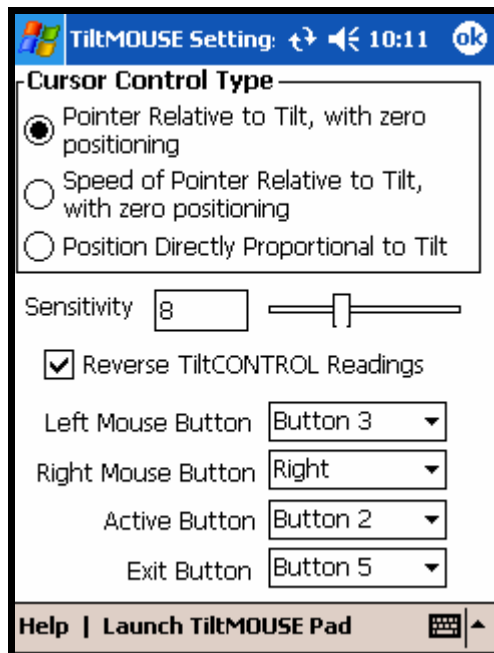 TiltMOUSE Setting: 10:11 ok
Cursor Control Type
Pointer Relative to Tilt, with zero
positioning
Speed of Pointer Relative to Tilt,
with zero positioning
Position Directly Proportional to Tilt
Sensitivity 8
Reverse TiltCONTROL Readings
Left Mouse Button Button 3
Right Mouse Button Right
Active Button Button 2
Exit Button Button 5
Help | Launch TiltMOUSE Pad